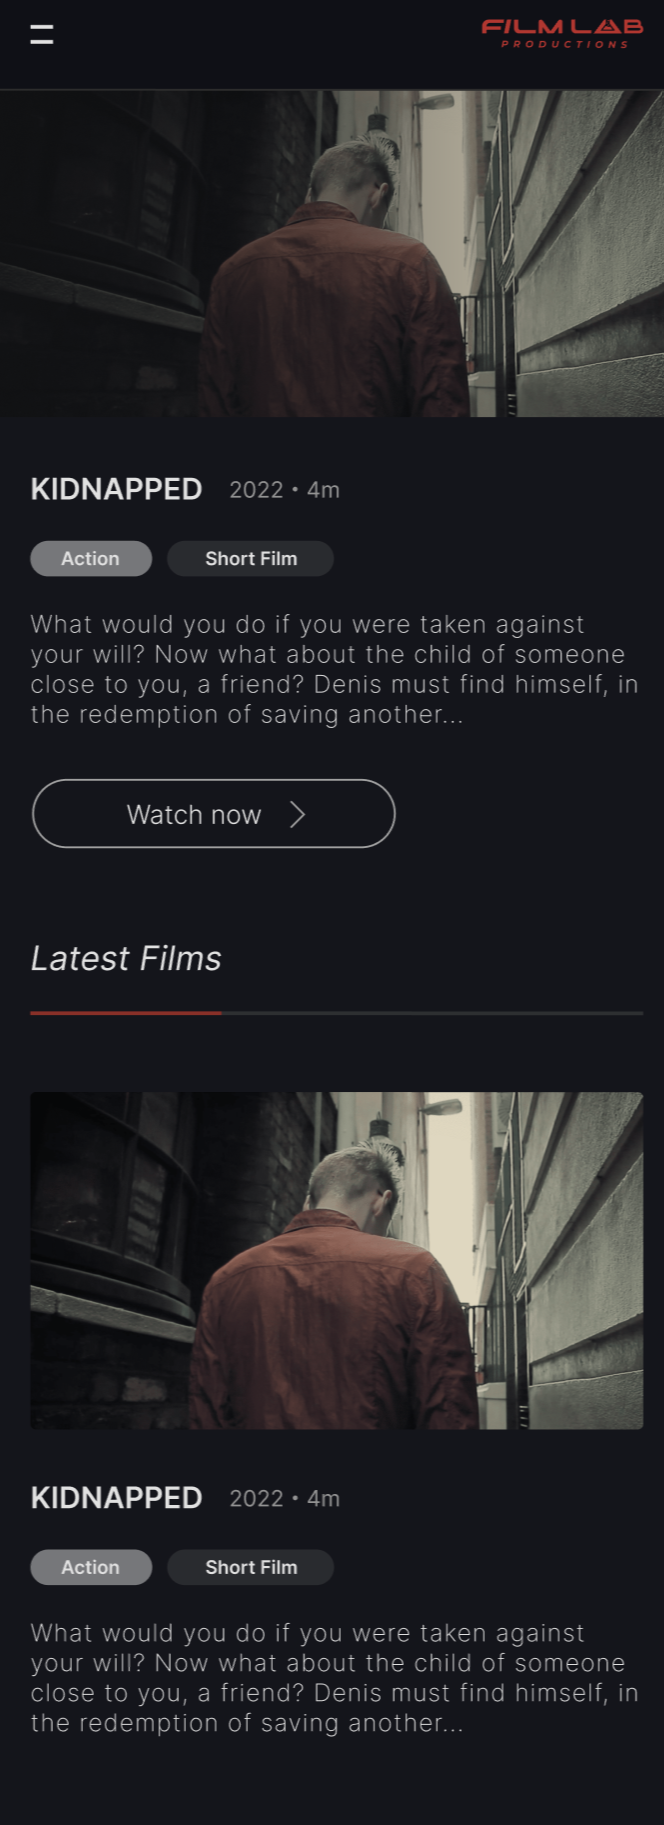 FILM LAB
PRODUCTIONS
KIDNAPPED 2022 • 4m
Action Short Film
What would you do if you were taken against
your will? Now what about the child of someone
close to you, a friend? Denis must find himself, in
the redemption of saving another...
Watch now
Latest Films
KIDNAPPED 2022 • 4m
Action Short Film
What would you do if you were taken against
your will? Now what about the child of someone
close to you, a friend? Denis must find himself, in
the redemption of saving another...